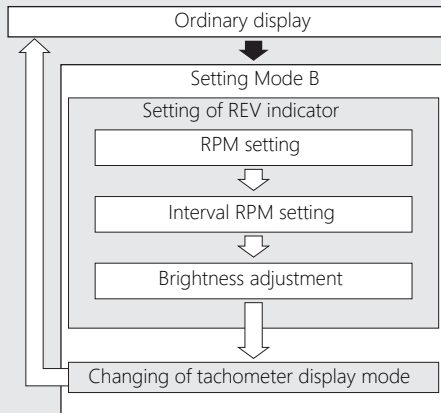 Ordinary display
Setting Mode B
Setting of REV indicator
RPM setting
Interval RPM setting
Brightness adjustment
Changing of tachometer display mode